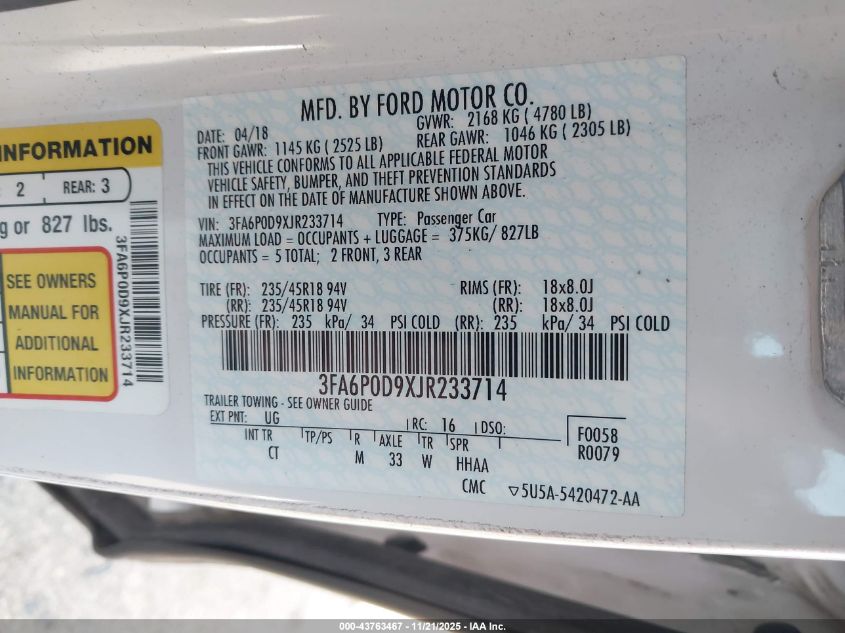 MFD. BY FORD MOTOR CO.
DATE: 04/18
GVWR: 2168 KG ( 4780 LB)
FRONT GAWR: 1145 KG ( 2525 LB)
REAR GAWR: 1046 KG ( 2305 LB)
THIS VEHICLE CONFORMS TO ALL APPLICABLE FEDERAL MOTOR
VEHICLE SAFETY, BUMPER, AND THEFT PREVENTION STANDARDS
IN EFFECT ON THE DATE OF MANUFACTURE SHOWN ABOVE.
VIN: 3FA6P0D9XJR233714 TYPE: Passenger Car
MAXIMUM LOAD = OCCUPANTS + LUGGAGE = 375KG/ 827LB
OCCUPANTS = 5 TOTAL; 2 FRONT, 3 REAR
TIRE (FR): 235/45R18 94V RIMS (FR): 18x8.0J
(RR): 235/45R18 94V (RR): 18x8.0J
PRESSURE (FR): 235 kPa/ 34 PSI COLD (RR): 235 kPa/ 34 PSI COLD
3FA6P0D9XJR233714
TRAILER TOWING - SEE OWNER GUIDE
EXT PNT: UG RC: 16 DSO:
INT TR TP/PS R AXLE TR SPR
CT M 33 W HHAA
F0058
R0079
CMC ▽5U5A-5420472-AA
INFORMATION
: 2 REAR: 3
g or 827 lbs.
SEE OWNERS
MANUAL FOR
ADDITIONAL
INFORMATION
3FA6P0D9XJR233714
000-43763467 - 11/21/2025 - IAA Inc.